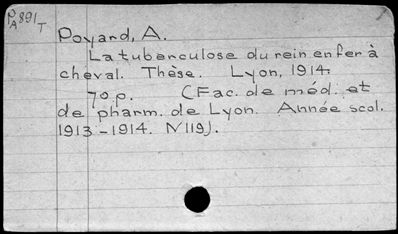 PA891T
Poyard, A.
La tuberculose du rein en fer à
cheval. Thèse. Lyon, 1914.
70 p. (Fac. de méd. et
de pharm. de Lyon. Année scol.
1913-1914. N119).